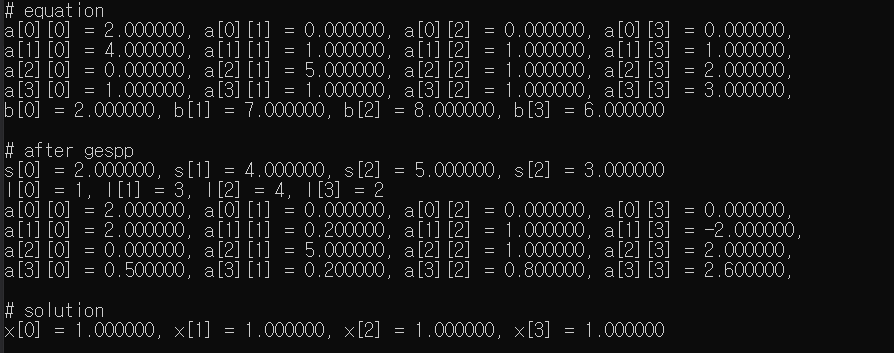 # equation
a[0][0] = 2.000000, a[0][1] = 0.000000, a[0][2] = 0.000000, a[0][3] = 0.000000,
a[1][0] = 4.000000, a[1][1] = 1.000000, a[1][2] = 1.000000, a[1][3] = 1.000000,
a[2][0] = 0.000000, a[2][1] = 5.000000, a[2][2] = 1.000000, a[2][3] = 2.000000,
a[3][0] = 1.000000, a[3][1] = 1.000000, a[3][2] = 1.000000, a[3][3] = 3.000000,
b[0] = 2.000000, b[1] = 7.000000, b[2] = 8.000000, b[3] = 6.000000
# after gespp
s[0] = 2.000000, s[1] = 4.000000, s[2] = 5.000000, s[2] = 3.000000
l[0] = 1, l[1] = 3, l[2] = 4, l[3] = 2
a[0][0] = 2.000000, a[0][1] = 0.000000, a[0][2] = 0.000000, a[0][3] = 0.000000,
a[1][0] = 2.000000, a[1][1] = 0.200000, a[1][2] = 1.000000, a[1][3] = -2.000000,
a[2][0] = 0.000000, a[2][1] = 5.000000, a[2][2] = 1.000000, a[2][3] = 2.000000,
a[3][0] = 0.500000, a[3][1] = 0.200000, a[3][2] = 0.800000, a[3][3] = 2.600000,
# solution
x[0] = 1.000000, x[1] = 1.000000, x[2] = 1.000000, x[3] = 1.000000